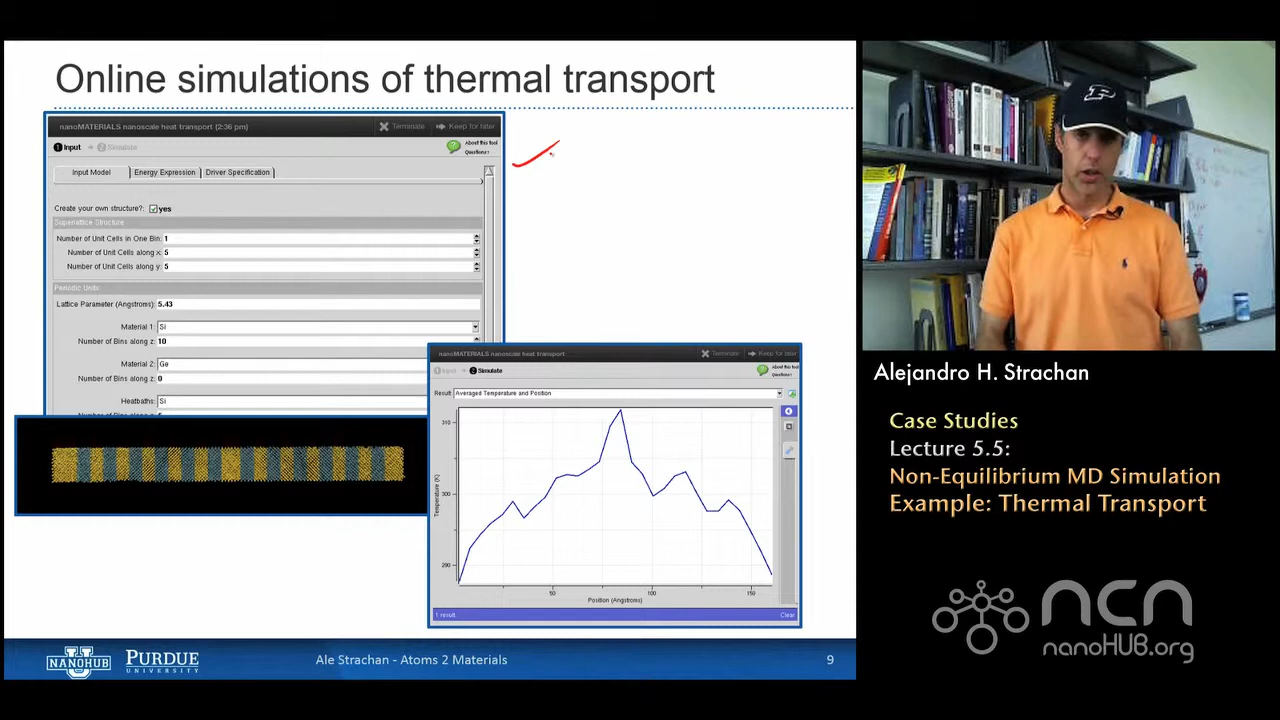 Online simulations of thermal transport
nanoMATERIALS nanoscale heat transport (2:36 pm)
Terminate
Keep for later
1 Input
2 Simulate
About this tool
Questions?
Input Model
Energy Expression
Driver Specification
Create your own structure?: yes
Superlattice Structure
Number of Unit Cells in One Bin: 1
Number of Unit Cells along x: 5
Number of Unit Cells along y: 5
Periodic Units
Lattice Parameter (Angstroms): 5.43
Material 1: Si
Number of Bins along z: 10
Material 2: Ge
Number of Bins along z: 0
Heatbaths: Si
nanoMATERIALS nanoscale heat transport
Terminate
Keep for later
1 Input
2 Simulate
About this tool
Questions?
Result: Averaged Temperature and Position
310
300
290
Temperature (K)
50
100
150
Position (Angstroms)
1 result
Clear
NANOHUB
U
PURDUE
UNIVERSITY
Ale Strachan - Atoms 2 Materials
9
P
Alejandro H. Strachan
Case Studies
Lecture 5.5:
Non-Equilibrium MD Simulation
Example: Thermal Transport
ncn
nanoHUB.org